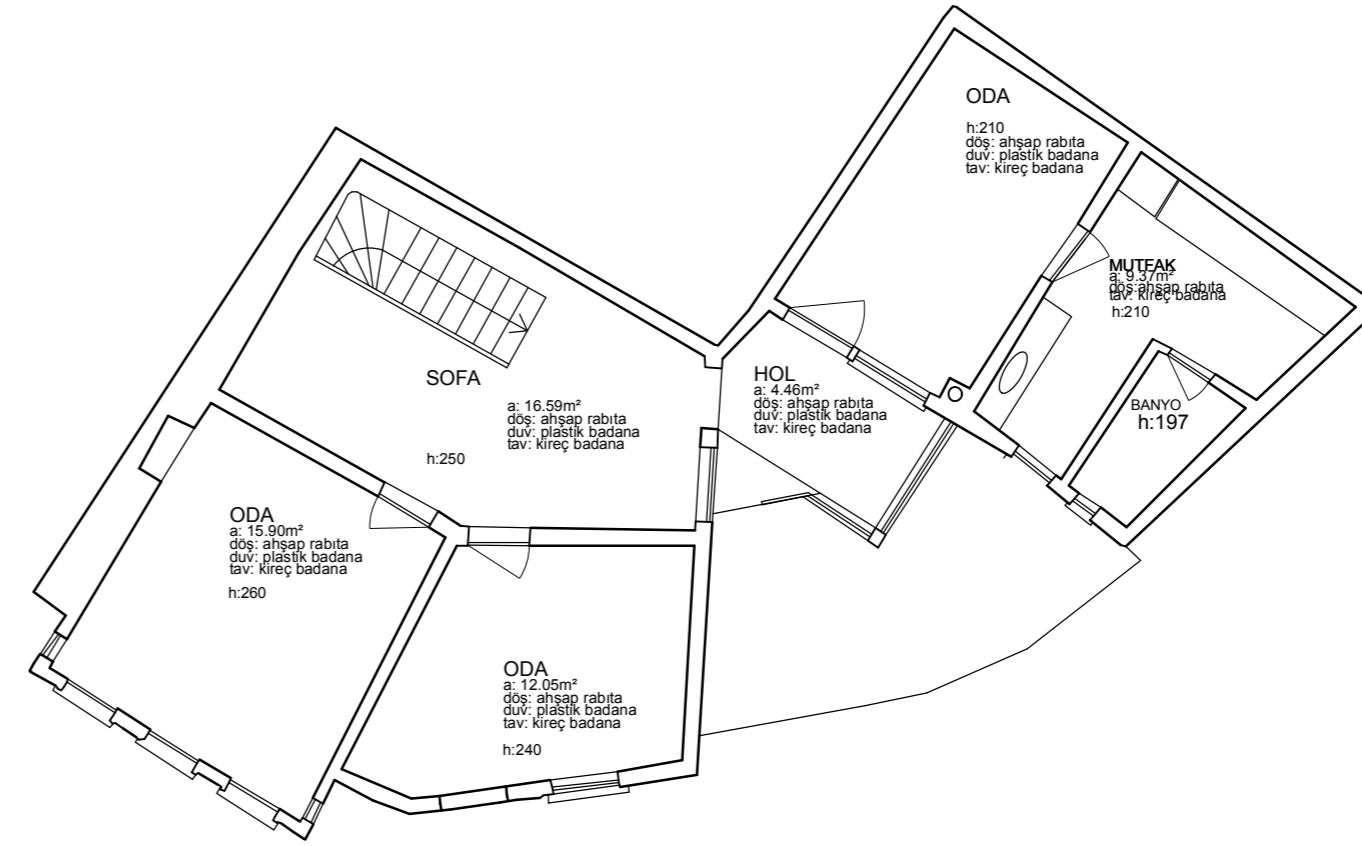 ODA
h:210
döş: ahşap rabıta
duv: plastik badana
tav: kireç badana
MUTFAK
a: 9.37m²
döş:ahşap rabıta
tav: kireç badana
h:210
BANYO
h:197
HOL
a: 4.46m²
döş: ahşap rabıta
duv: plastik badana
tav: kireç badana
SOFA
a: 16.59m²
döş: ahşap rabıta
duv: plastik badana
tav: kireç badana
h:250
ODA
a: 15.90m²
döş: ahşap rabıta
duv: plastik badana
tav: kireç badana
h:260
ODA
a: 12.05m²
döş: ahşap rabıta
duv: plastik badana
tav: kireç badana
h:240